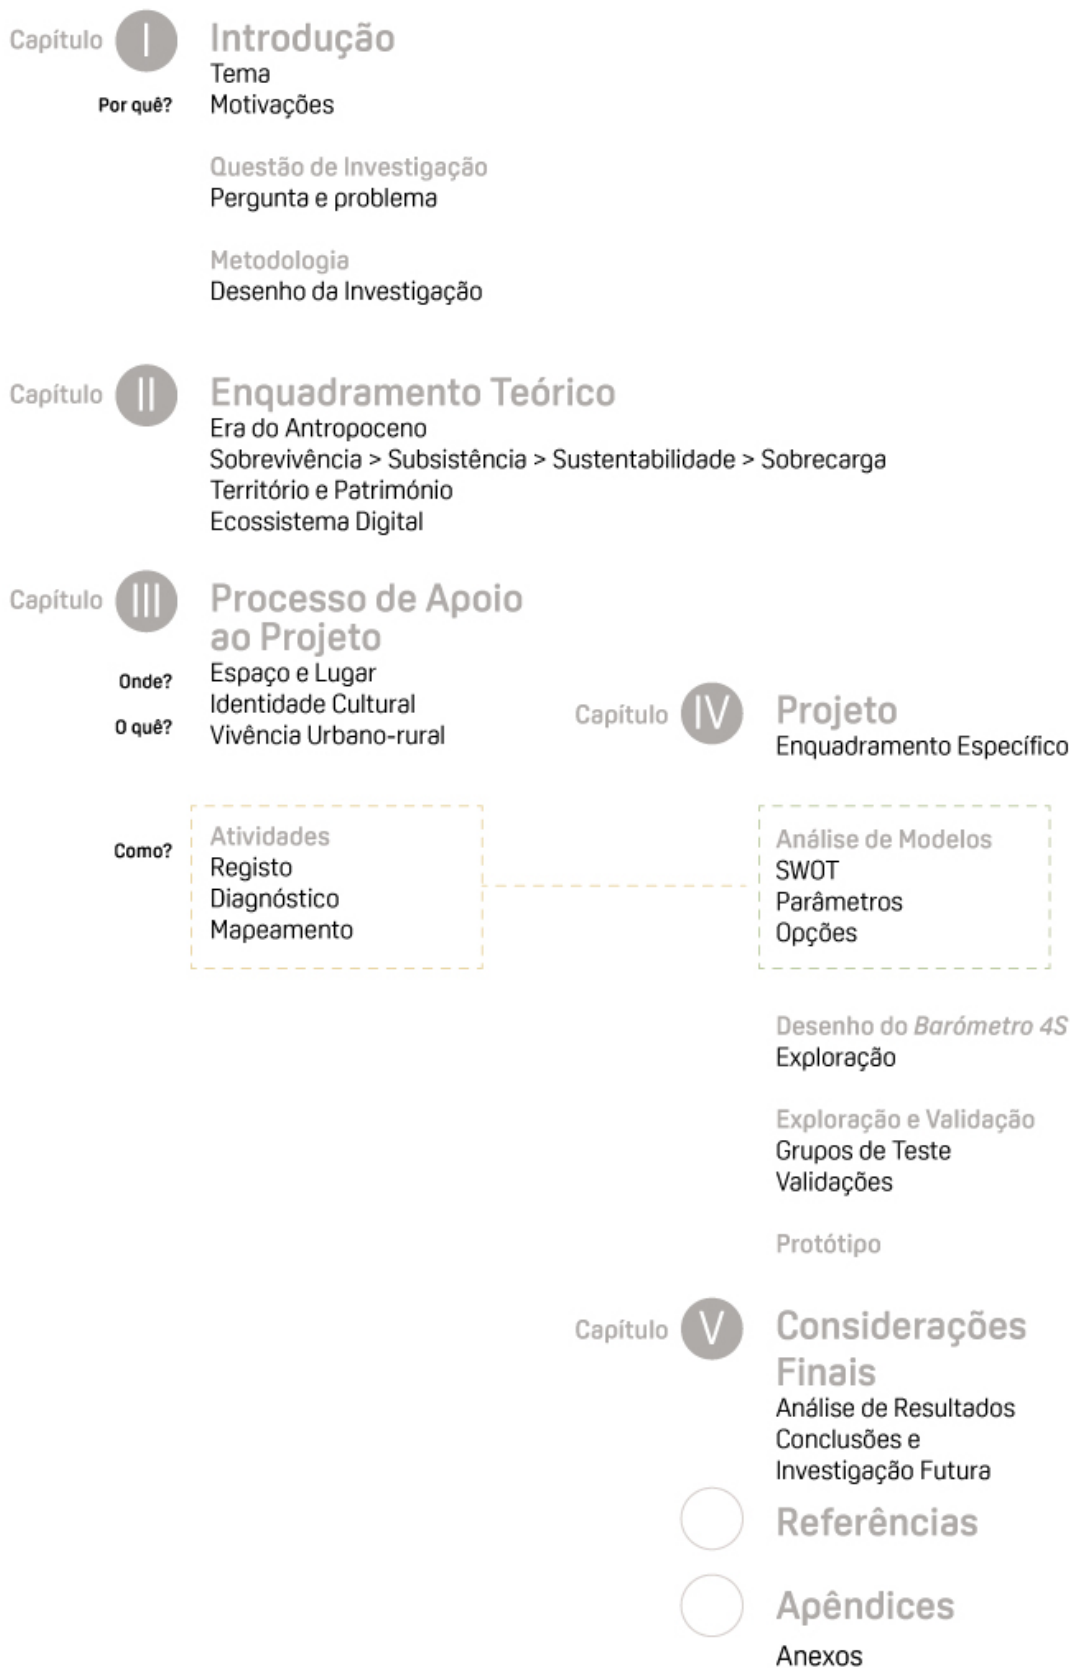 Capítulo I Introdução
Tema
Por quê? Motivações
Questão de Investigação
Pergunta e problema
Metodologia
Desenho da Investigação
Capítulo II Enquadramento Teórico
Era do Antropoceno
Sobrevivência > Subsistência > Sustentabilidade > Sobrecarga
Território e Património
Ecossistema Digital
Capítulo III Processo de Apoio
ao Projeto
Onde? Espaço e Lugar
Identidade Cultural
O quê? Vivência Urbano-rural
Como? Atividades
Registo
Diagnóstico
Mapeamento
Capítulo IV Projeto
Enquadramento Específico
Análise de Modelos
SWOT
Parâmetros
Opções
Desenho do Barómetro 4S
Exploração
Exploração e Validação
Grupos de Teste
Validações
Protótipo
Capítulo V Considerações
Finais
Análise de Resultados
Conclusões e
Investigação Futura
Referências
Apêndices
Anexos